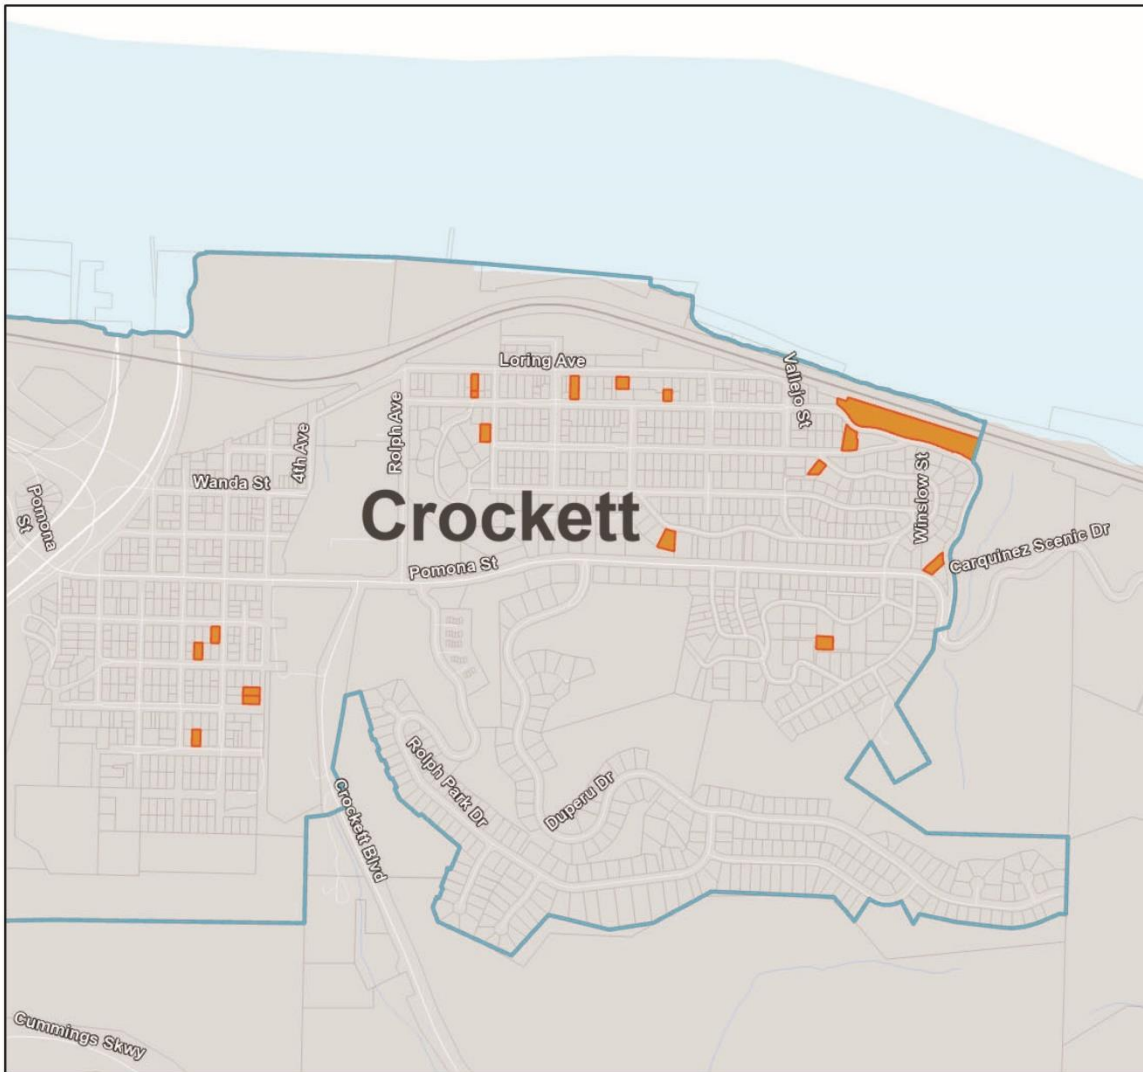 Loring Ave
Vallejo St
Rolph Ave
4th Ave
Wanda St
Winslow St
Pomona
St
Crockett
Carquinez Scenic Dr
Pomona St
Rolph Park Dr
Duperu Dr
Crockett Blvd
Cummings Skwy